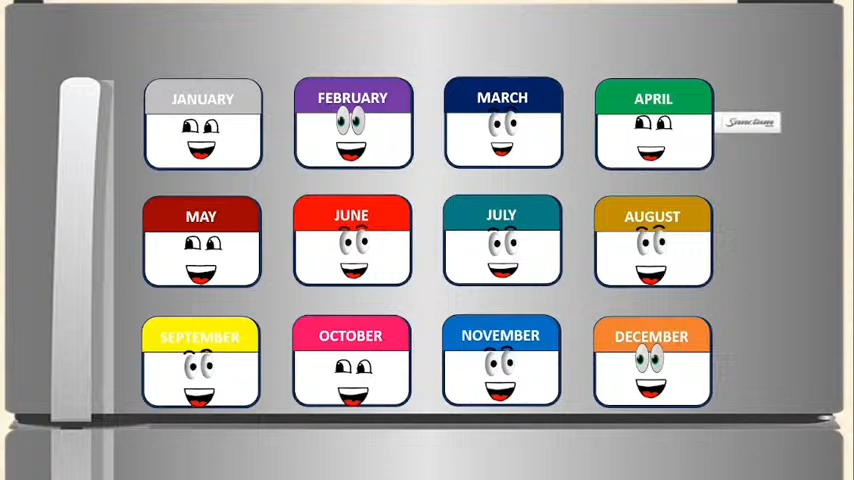 JANUARY
FEBRUARY
MARCH
APRIL
MAY
JUNE
JULY
AUGUST
SEPTEMBER
OCTOBER
NOVEMBER
DECEMBER